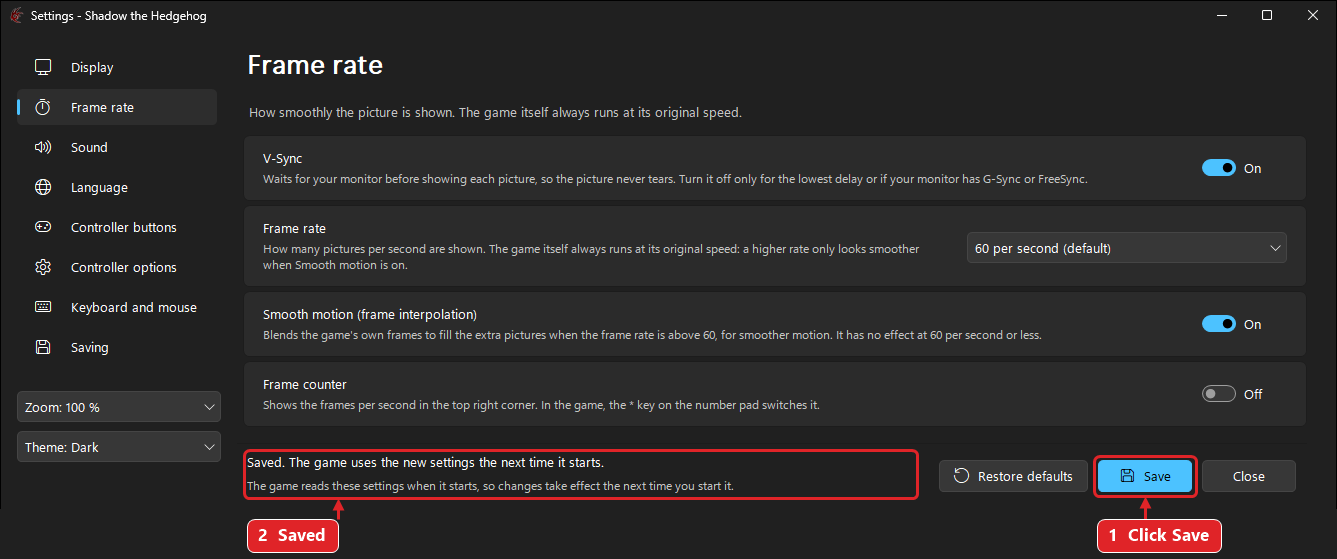 Settings - Shadow the Hedgehog
Display
Frame rate
Sound
Language
Controller buttons
Controller options
Keyboard and mouse
Saving
Zoom: 100 %
Theme: Dark
Frame rate
How smoothly the picture is shown. The game itself always runs at its original speed.
V-Sync
Waits for your monitor before showing each picture, so the picture never tears. Turn it off only for the lowest delay or if your monitor has G-Sync or FreeSync.
On
Frame rate
How many pictures per second are shown. The game itself always runs at its original speed: a higher rate only looks smoother
when Smooth motion is on.
60 per second (default)
Smooth motion (frame interpolation)
Blends the game's own frames to fill the extra pictures when the frame rate is above 60, for smoother motion. It has no effect at 60 per second or less.
On
Frame counter
Shows the frames per second in the top right corner. In the game, the * key on the number pad switches it.
Off
Saved. The game uses the new settings the next time it starts.
The game reads these settings when it starts, so changes take effect the next time you start it.
Restore defaults
Save
Close
2 Saved
1 Click Save